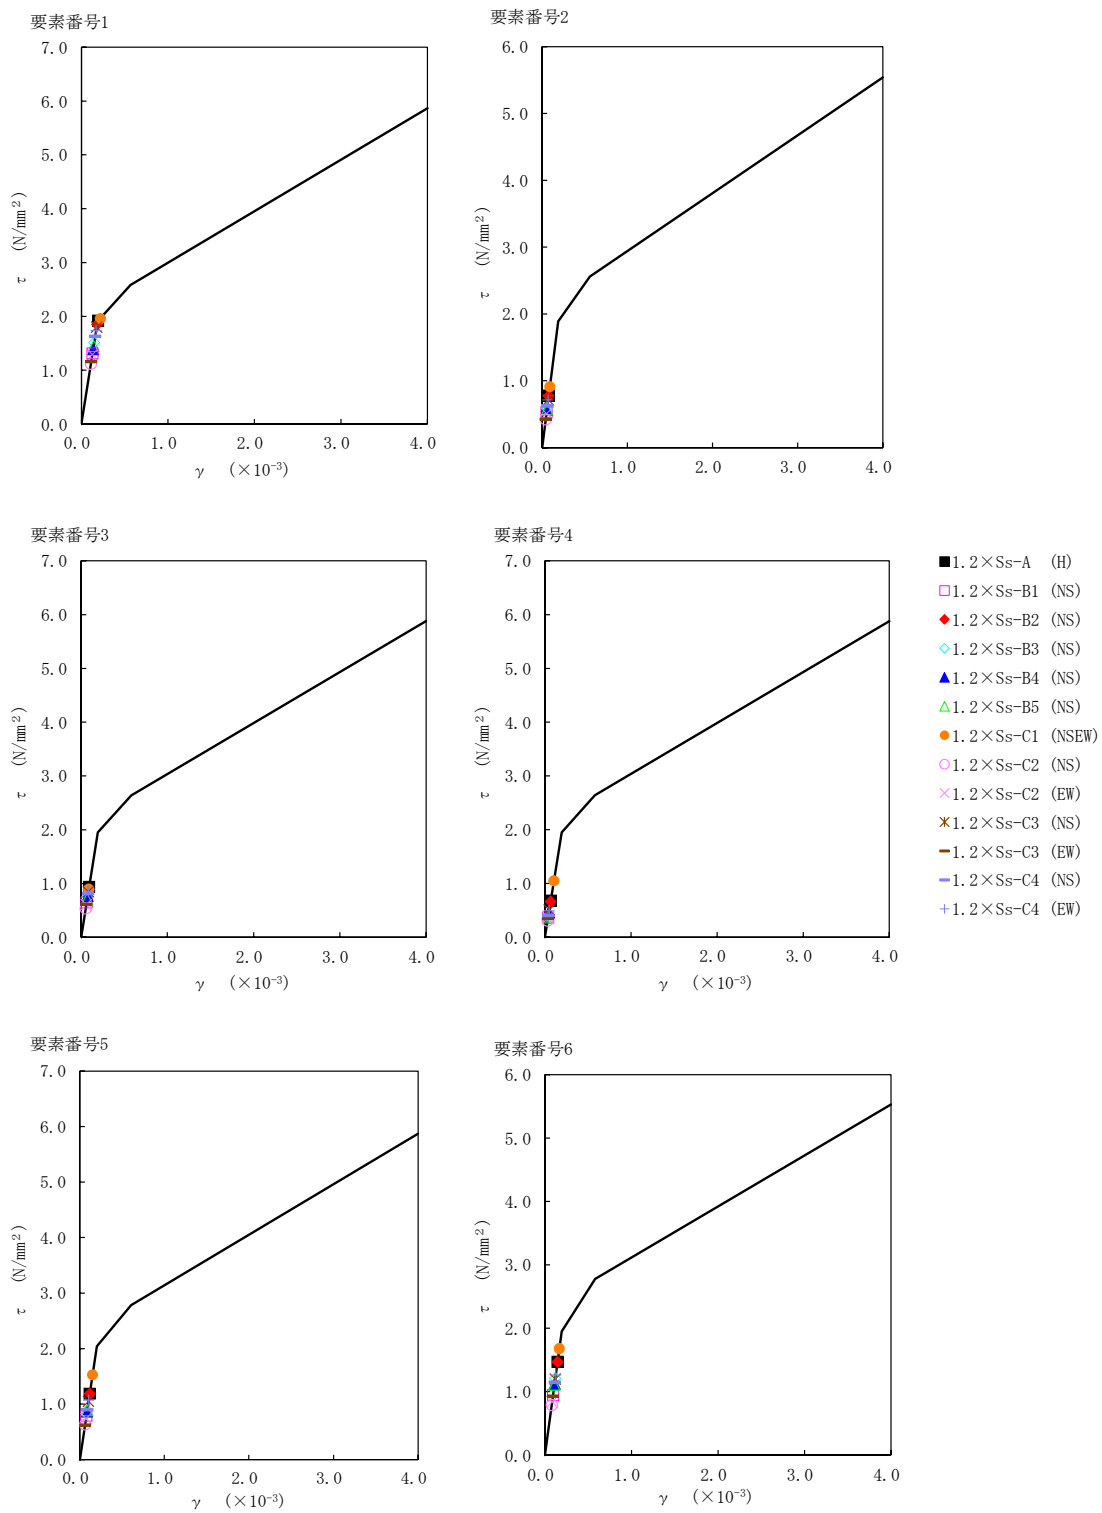 要素番号1
7.0
6.0
5.0
4.0
3.0
2.0
1.0
0.0
τ (N/mm²)
0.0 1.0 2.0 3.0 4.0
γ (×10⁻³)
要素番号2
6.0
5.0
4.0
3.0
2.0
1.0
0.0
τ (N/mm²)
0.0 1.0 2.0 3.0 4.0
要素番号3
7.0
6.0
5.0
4.0
3.0
2.0
1.0
0.0
τ (N/mm²)
0.0 1.0 2.0 3.0 4.0
γ (×10⁻³)
要素番号4
7.0
6.0
5.0
4.0
3.0
2.0
1.0
0.0
τ (N/mm²)
0.0 1.0 2.0 3.0 4.0
γ (×10⁻³)
1.2×Ss-A (H)
1.2×Ss-B1 (NS)
1.2×Ss-B2 (NS)
1.2×Ss-B3 (NS)
1.2×Ss-B4 (NS)
1.2×Ss-B5 (NS)
1.2×Ss-C1 (NSEW)
1.2×Ss-C2 (NS)
1.2×Ss-C2 (EW)
1.2×Ss-C3 (NS)
1.2×Ss-C3 (EW)
1.2×Ss-C4 (NS)
1.2×Ss-C4 (EW)
要素番号5
7.0
6.0
5.0
4.0
3.0
2.0
1.0
0.0
τ (N/mm²)
0.0 1.0 2.0 3.0 4.0
γ (×10⁻³)
要素番号6
6.0
5.0
4.0
3.0
2.0
1.0
0.0
τ (N/mm²)
0.0 1.0 2.0 3.0 4.0
γ (×10⁻³)